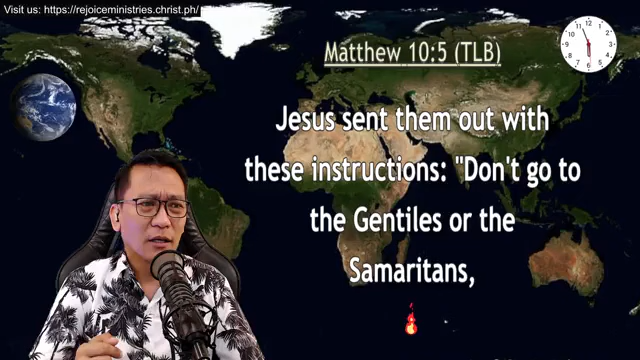 Visit us: https://rejoiceministries.christ.ph/
Matthew 10:5 (TLB)
Jesus sent them out with
these instructions: "Don't go to
the Gentiles or the
Samaritans,